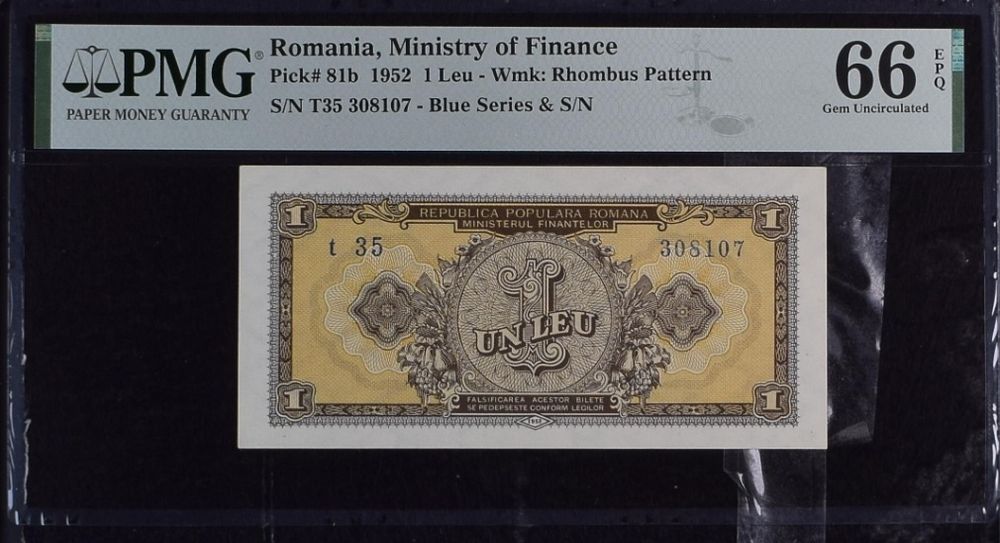 PMG®
PAPER MONEY GUARANTY
Romania, Ministry of Finance
Pick# 81b 1952 1 Leu - Wmk: Rhombus Pattern
S/N T35 308107 - Blue Series & S/N
66 EPQ
Gem Uncirculated
1 REPUBLICA POPULARA ROMANA 1
MINISTERUL FINANTELOR
t 35 308107
1
UN LEU
1 FALSIFICAREA ACESTOR BILETE 1
SE PEDEPSESTE CONFORM LEGILOR
1952